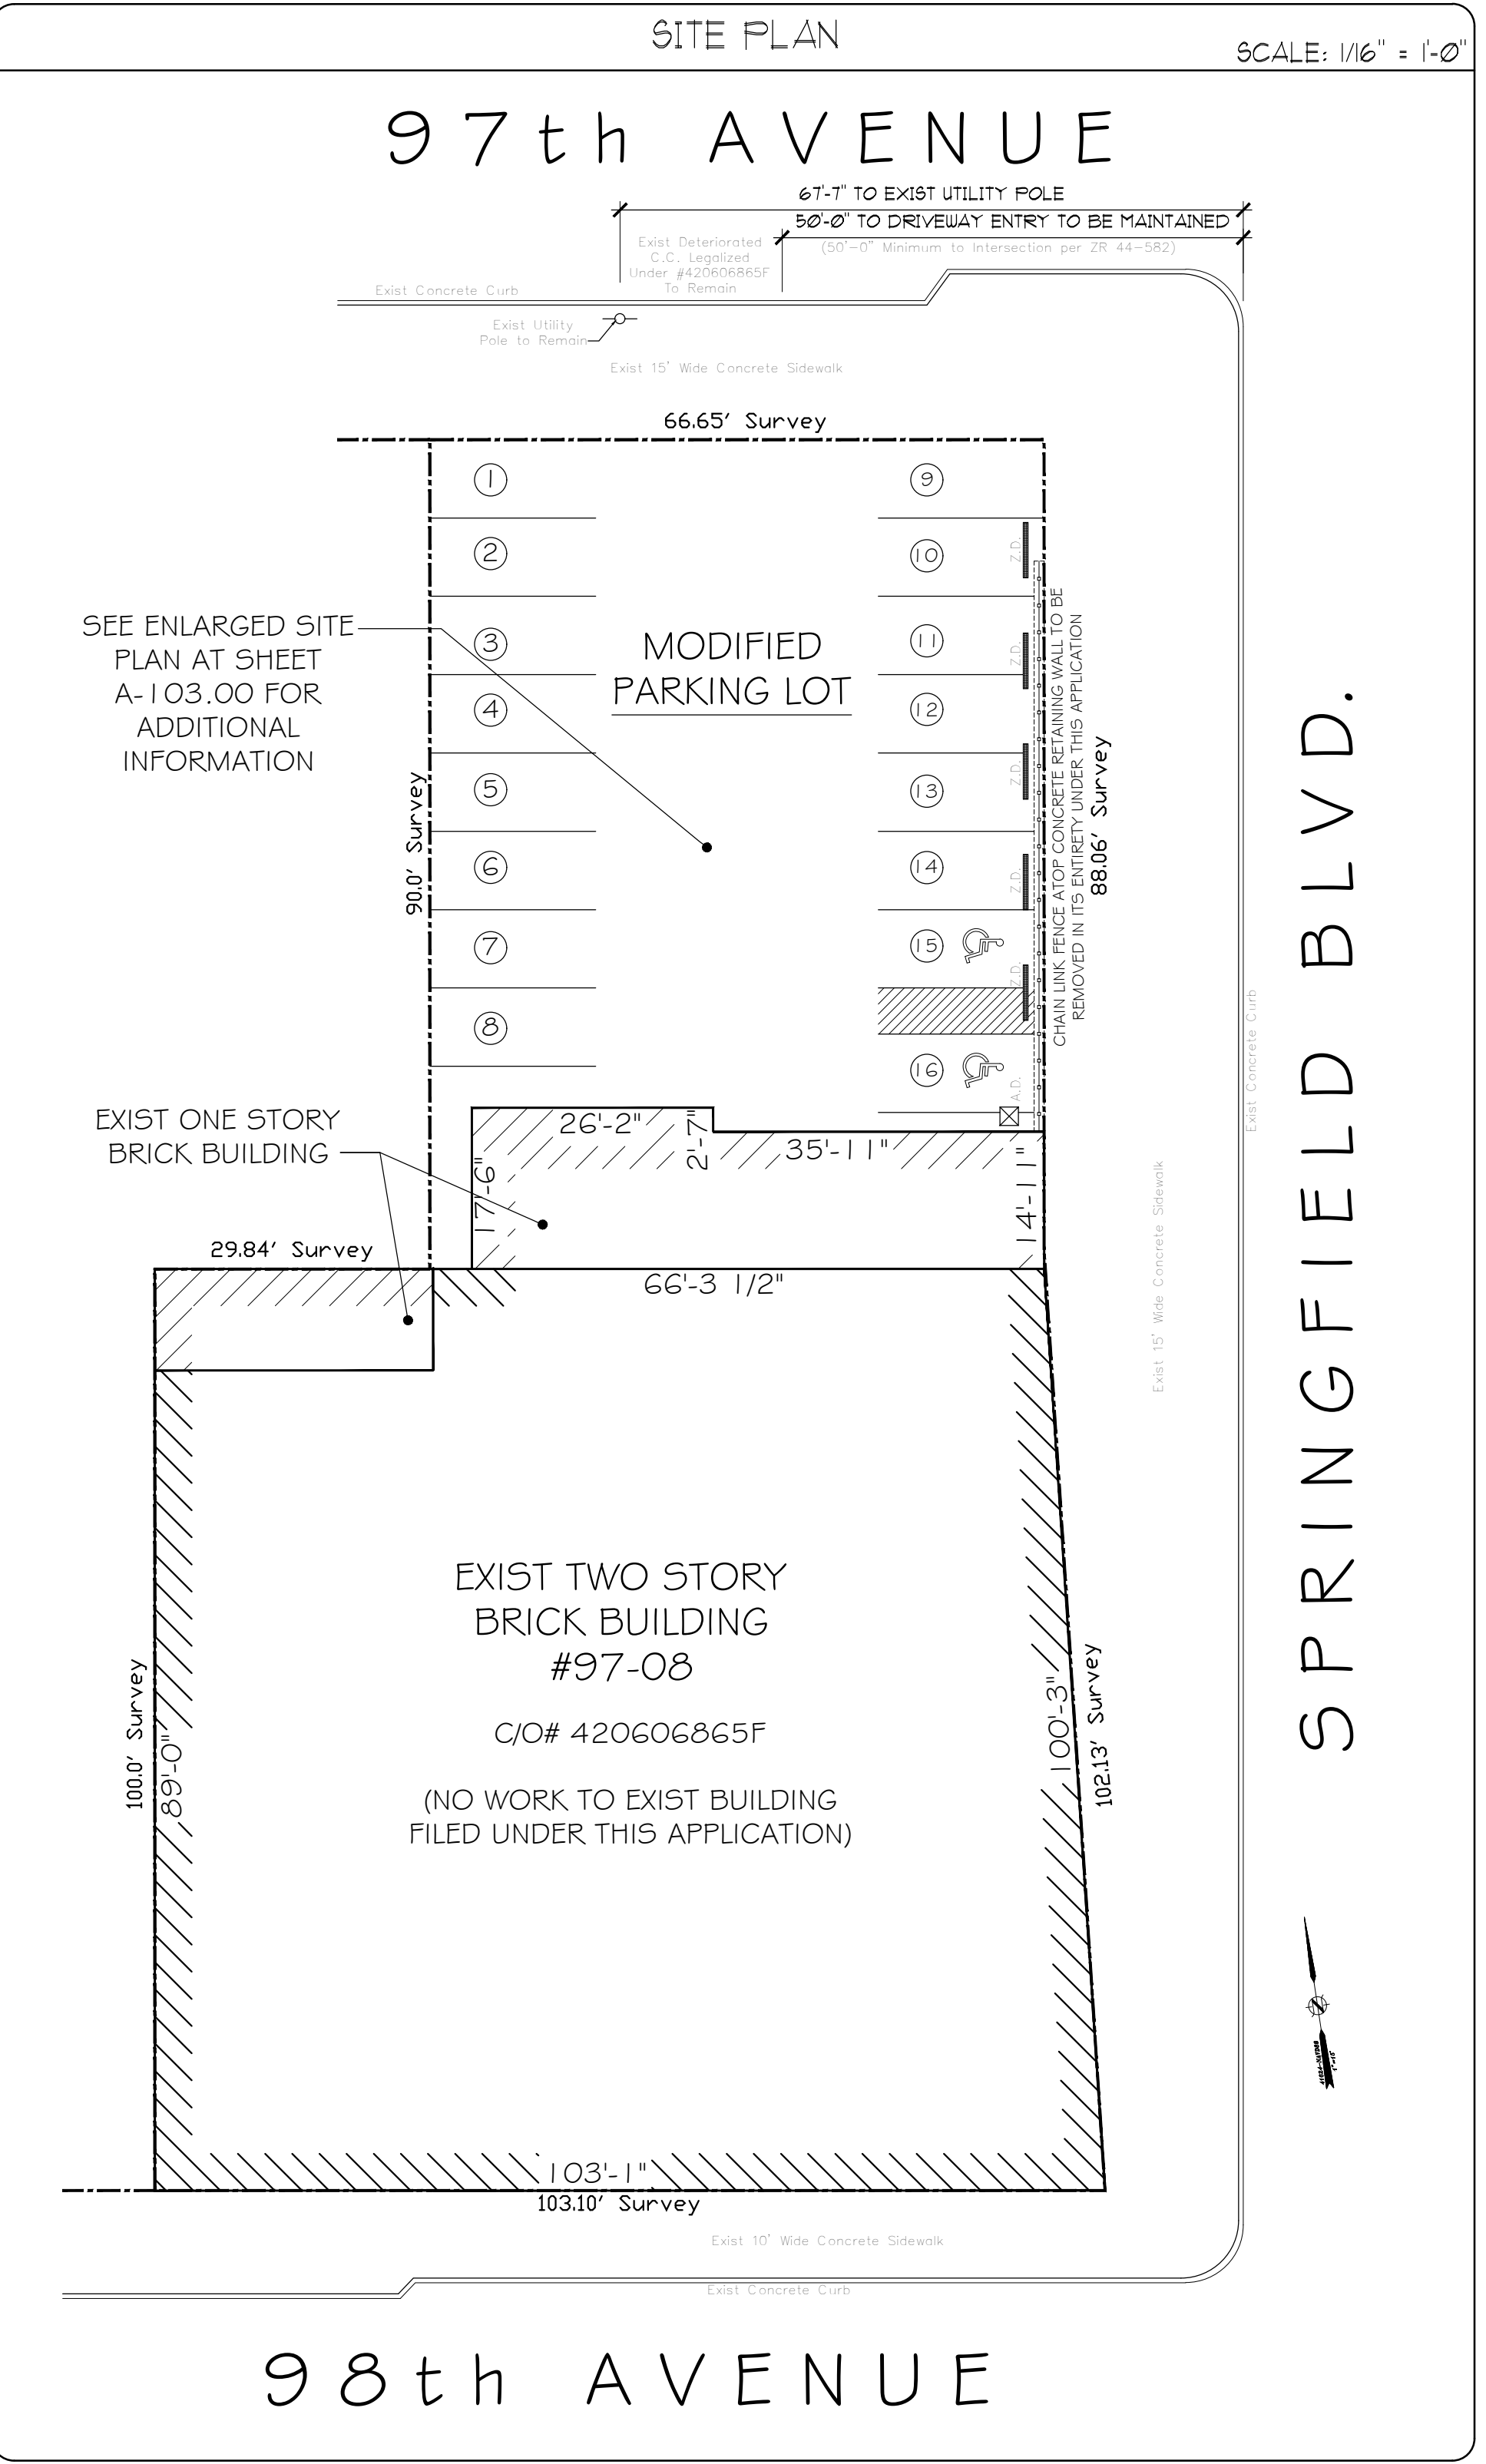 SITE PLAN
SCALE: 1/16" = 1'-0"
97th AVENUE
67'-7" TO EXIST UTILITY POLE
50'-0" TO DRIVEWAY ENTRY TO BE MAINTAINED
(50'-0" Minimum to Intersection per ZR 44-582)
Exist Deteriorated
C.C. Legalized
Under #420606865F
To Remain
Exist Concrete Curb
Exist Utility
Pole to Remain
Exist 15' Wide Concrete Sidewalk
66.65' Survey
1
2
3
4
5
6
7
8
9
10
11
12
13
14
15
16
Z.D.
Z.D.
Z.D.
Z.D.
Z.D.
A.D.
SEE ENLARGED SITE
PLAN AT SHEET
A-103.00 FOR
ADDITIONAL
INFORMATION
MODIFIED
PARKING LOT
90.0' Survey
CHAIN LINK FENCE ATOP CONCRETE RETAINING WALL TO BE
REMOVED IN ITS ENTIRETY UNDER THIS APPLICATION
88.06' Survey
Exist Concrete Curb
SPRINGFIELD BLVD.
EXIST ONE STORY
BRICK BUILDING
26'-2"
2'-7"
35'-11"
17'-6"
14'-11"
Exist 15' Wide Concrete Sidewalk
29.84' Survey
66'-3 1/2"
EXIST TWO STORY
BRICK BUILDING
#97-08
C/O# 420606865F
(NO WORK TO EXIST BUILDING
FILED UNDER THIS APPLICATION)
100.0' Survey
89'-0"
100'-3"
102.13' Survey
103'-1"
103.10' Survey
Exist 10' Wide Concrete Sidewalk
Exist Concrete Curb
98th AVENUE